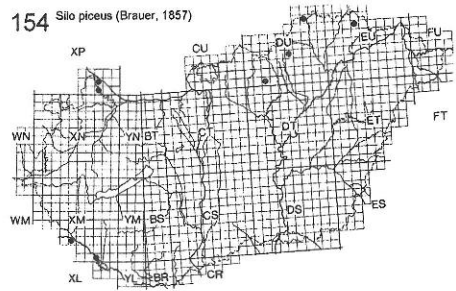 154 Silo piceus (Brauer, 1857)
XP CU DU EU FU
WN XN YN BT C DT ET FT
WM XM YM BS CS DS ES
XL YL BR CR